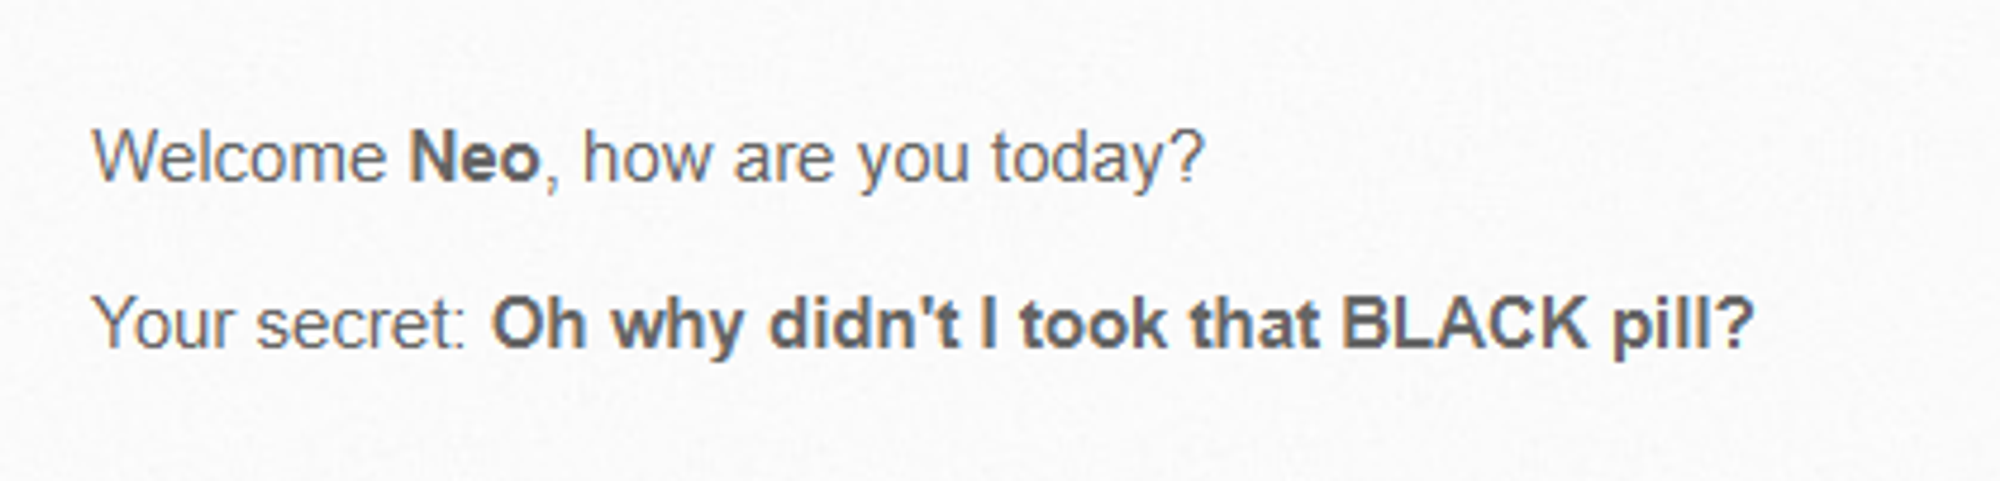 Welcome Neo, how are you today?
Your secret: Oh why didn't I took that BLACK pill?